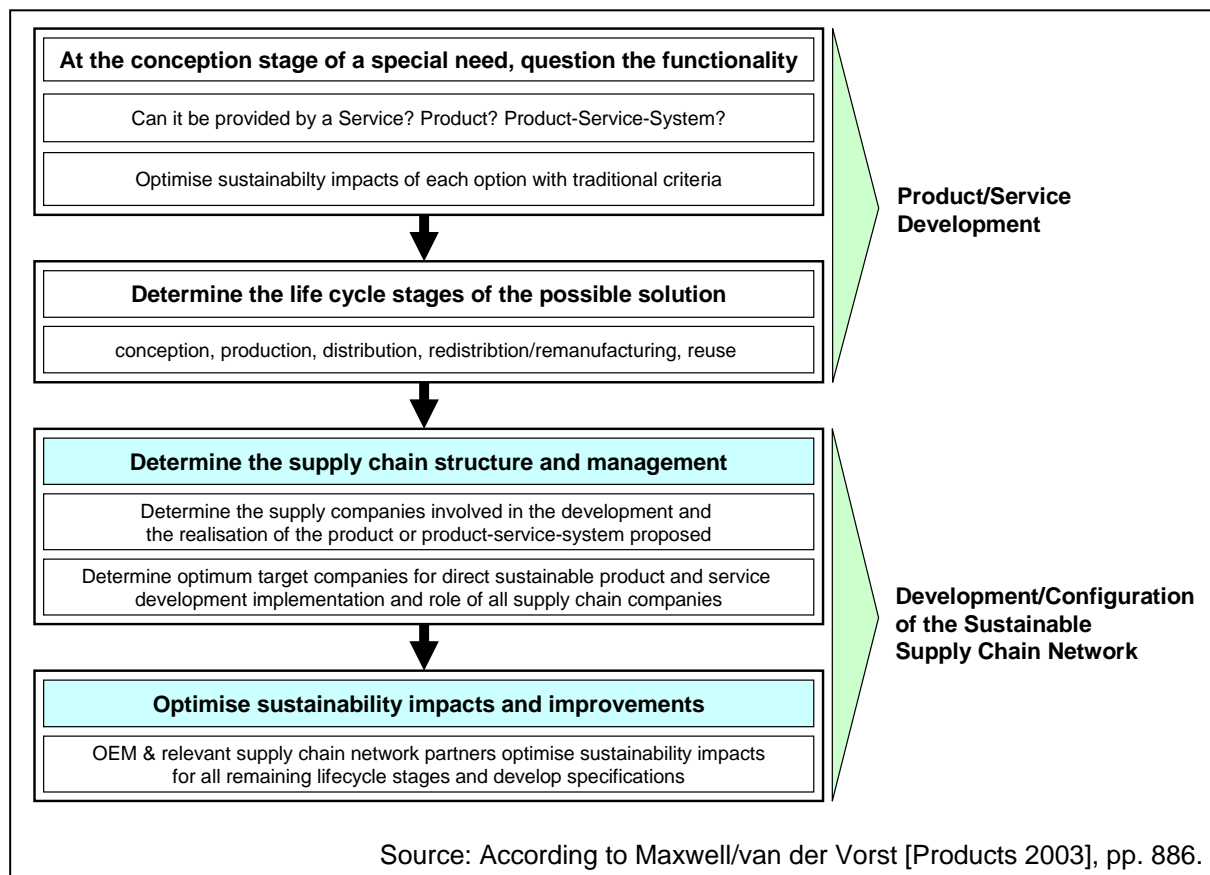 At the conception stage of a special need, question the functionality
Can it be provided by a Service? Product? Product-Service-System?
Optimise sustainabilty impacts of each option with traditional criteria
Product/Service
Development
Determine the life cycle stages of the possible solution
conception, production, distribution, redistribtion/remanufacturing, reuse
Determine the supply chain structure and management
Determine the supply companies involved in the development and
the realisation of the product or product-service-system proposed
Determine optimum target companies for direct sustainable product and service
development implementation and role of all supply chain companies
Development/Configuration
of the Sustainable
Supply Chain Network
Optimise sustainability impacts and improvements
OEM & relevant supply chain network partners optimise sustainability impacts
for all remaining lifecycle stages and develop specifications
Source: According to Maxwell/van der Vorst [Products 2003], pp. 886.